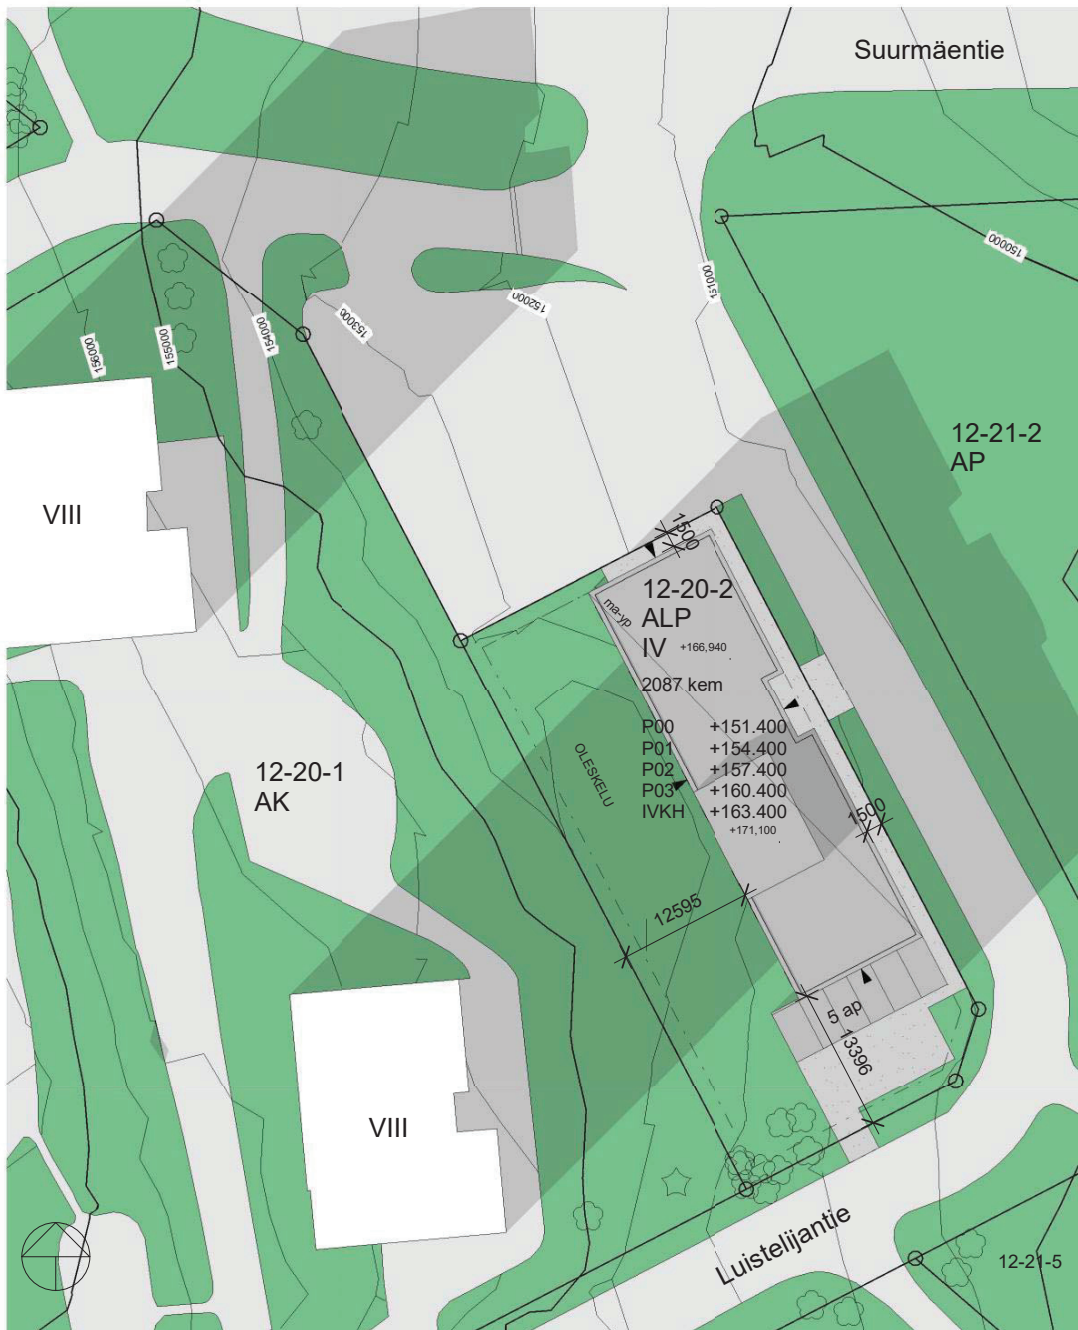 Suurmäentie
150000
151000
152000
153000
154000
155000
156000
12-21-2
AP
VIII
1500
12-20-2
ma-yp
ALP
IV +166,940
2087 kem
P00 +151.400
P01 +154.400
P02 +157.400
P03 +160.400
IVKH +163.400
+171,100
OLESKELU
12-20-1
AK
1500
12595
5 ap
13396
VIII
Luistelijantie
12-21-5